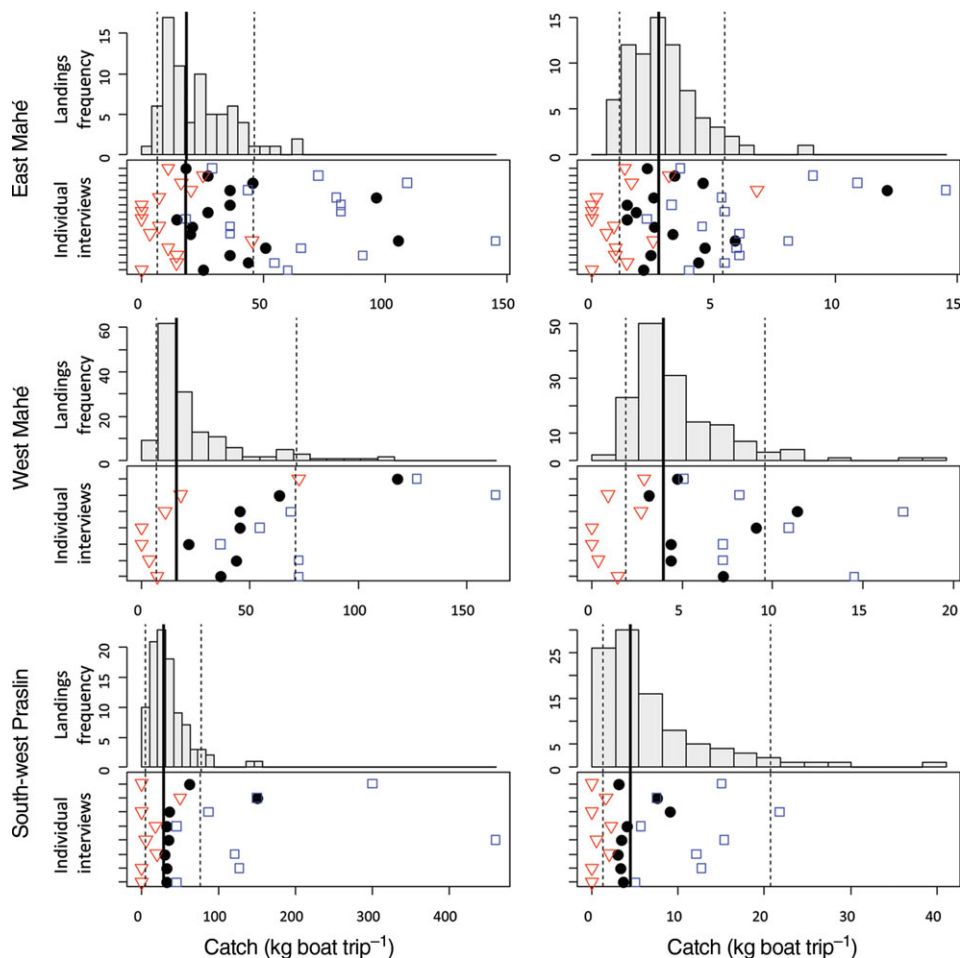 East Mahé
Landings
frequency
0 5 10 15
Individual
interviews
0 50 100 150
0 5 10 15
0 5 10 15
West Mahé
Landings
frequency
0 20 40 60
Individual
interviews
0 50 100 150
0 10 30 50
0 5 10 15 20
South-west Praslin
Landings
frequency
0 5 10 15 20
Individual
interviews
0 100 200 300 400
Catch (kg boat trip⁻¹)
0 5 15 25
0 10 20 30 40
Catch (kg boat trip⁻¹)